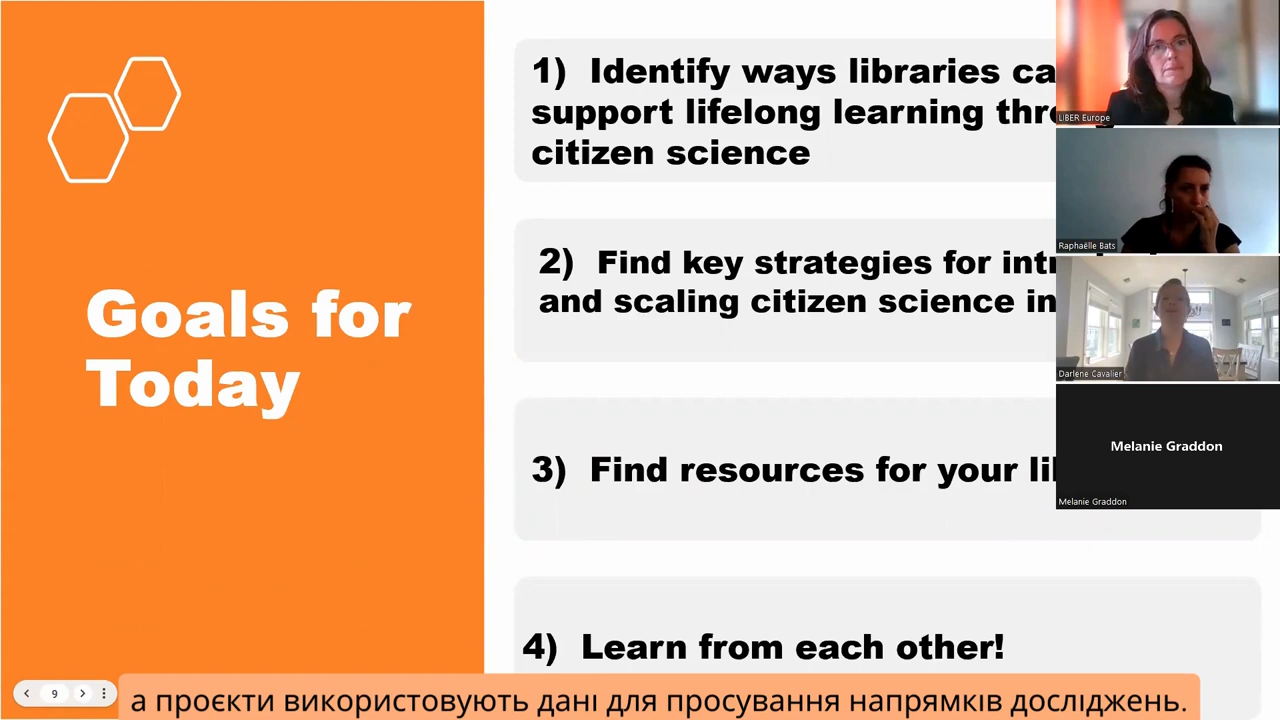 Goals for
Today
1) Identify ways libraries ca
support lifelong learning thr
citizen science
2) Find key strategies for int
and scaling citizen science in
3) Find resources for your li
4) Learn from each other!
LIBER Europe
Raphaëlle Bats
Darlene Cavalier
Melanie Graddon
Melanie Graddon
9
а проєкти використовують дані для просування напрямків досліджень.